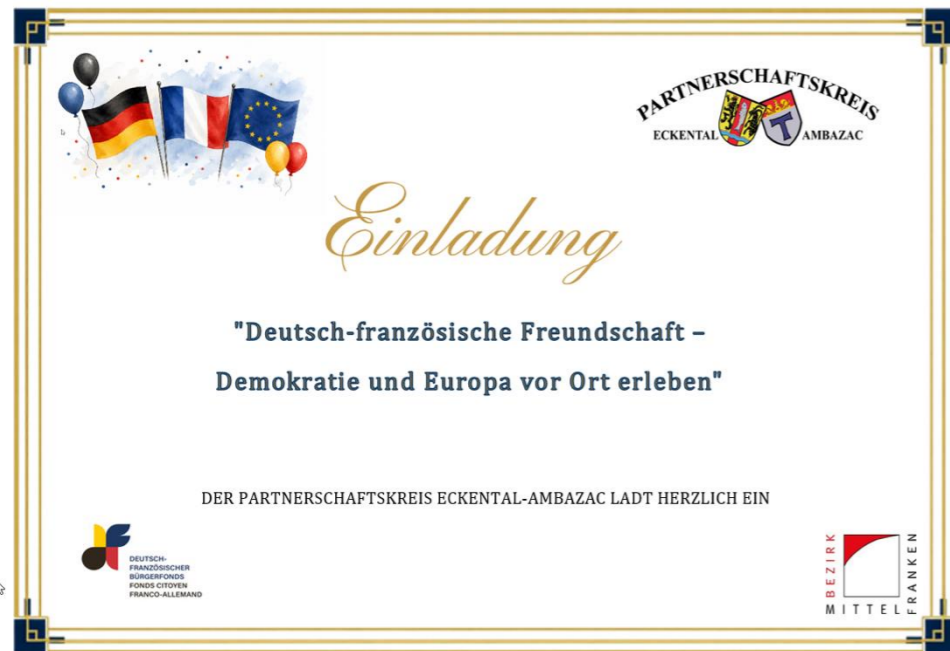 PARTNERSCHAFTSKREIS
ECKENTAL AMBAZAC
Einladung
"Deutsch-französische Freundschaft –
Demokratie und Europa vor Ort erleben"
DER PARTNERSCHAFTSKREIS ECKENTAL-AMBAZAC LADT HERZLICH EIN
DEUTSCH-
FRANZÖSISCHER
BÜRGERFONDS
FONDS CITOYEN
FRANCO-ALLEMAND
BEZIRK
MITTEL
FRANKEN